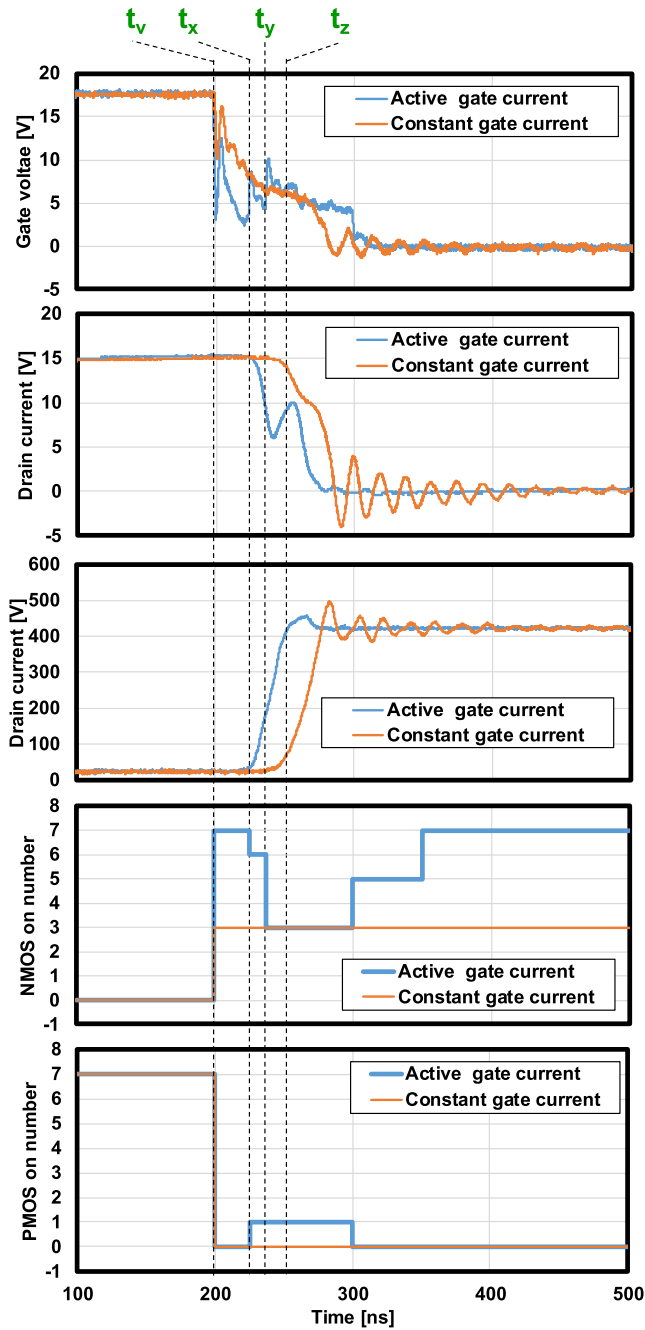 tv tx ty tz
20
15
10
5
0
-5
Gate voltae [V]
Active gate current
Constant gate current
20
15
10
5
0
-5
Drain current [V]
Active gate current
Constant gate current
600
500
400
300
200
100
0
Drain current [V]
Active gate current
Constant gate current
8
7
6
5
4
3
2
1
0
-1
NMOS on number
Active gate current
Constant gate current
8
7
6
5
4
3
2
1
0
-1
PMOS on number
Active gate current
Constant gate current
100 200 300 400 500
Time [ns]